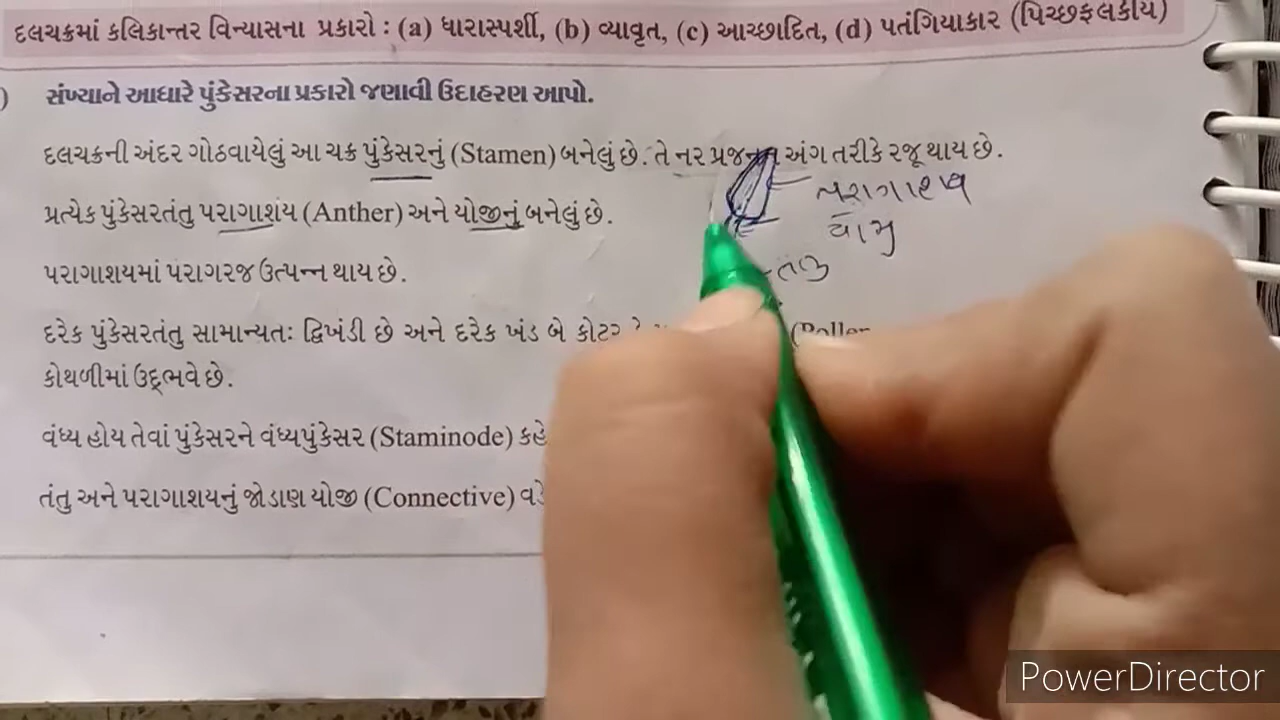 દલચક્રમાં કલિકાન્તર વિન્યાસના પ્રકારો : (a) ધારાસ્પર્શી, (b) વ્યાવૃત, (c) આચ્છાદિત, (d) પતંગિયાકાર (પિચ્છફલકીય)
) સંખ્યાને આધારે પુંકેસરના પ્રકારો જણાવી ઉદાહરણ આપો.
દલચક્રની અંદર ગોઠવાયેલું આ ચક્ર પુંકેસરનું (Stamen) બનેલું છે. તે નર પ્રજનન અંગ તરીકે રજૂ થાય છે.
પરાગાશય
પ્રત્યેક પુંકેસરતંતુ પરાગાશય (Anther) અને યોજીનું બનેલું છે.
યોજી
પરાગાશયમાં પરાગરજ ઉત્પન્ન થાય છે.
તંતુ
દરેક પુંકેસરતંતુ સામાન્યતઃ દ્વિખંડી છે અને દરેક ખંડ બે કોટર (Pollen
કોથળીમાં ઉદ્ભવે છે.
વંધ્ય હોય તેવાં પુંકેસરને વંધ્યપુંકેસર (Staminode) કહે
તંતુ અને પરાગાશયનું જોડાણ યોજી (Connective) વડે
PowerDirector